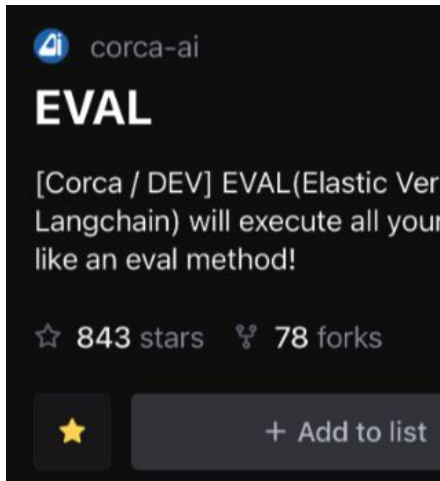 corca-ai
EVAL
[Corca / DEV] EVAL(Elastic Ver
Langchain) will execute all your
like an eval method!
843 stars 78 forks
+ Add to list